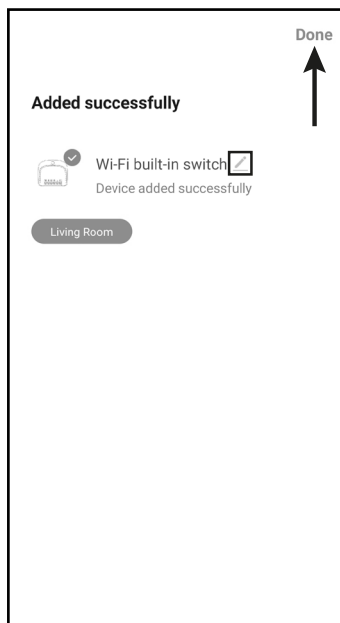 Done
Added successfully
Wi-Fi built-in switch
Device added successfully
Living Room